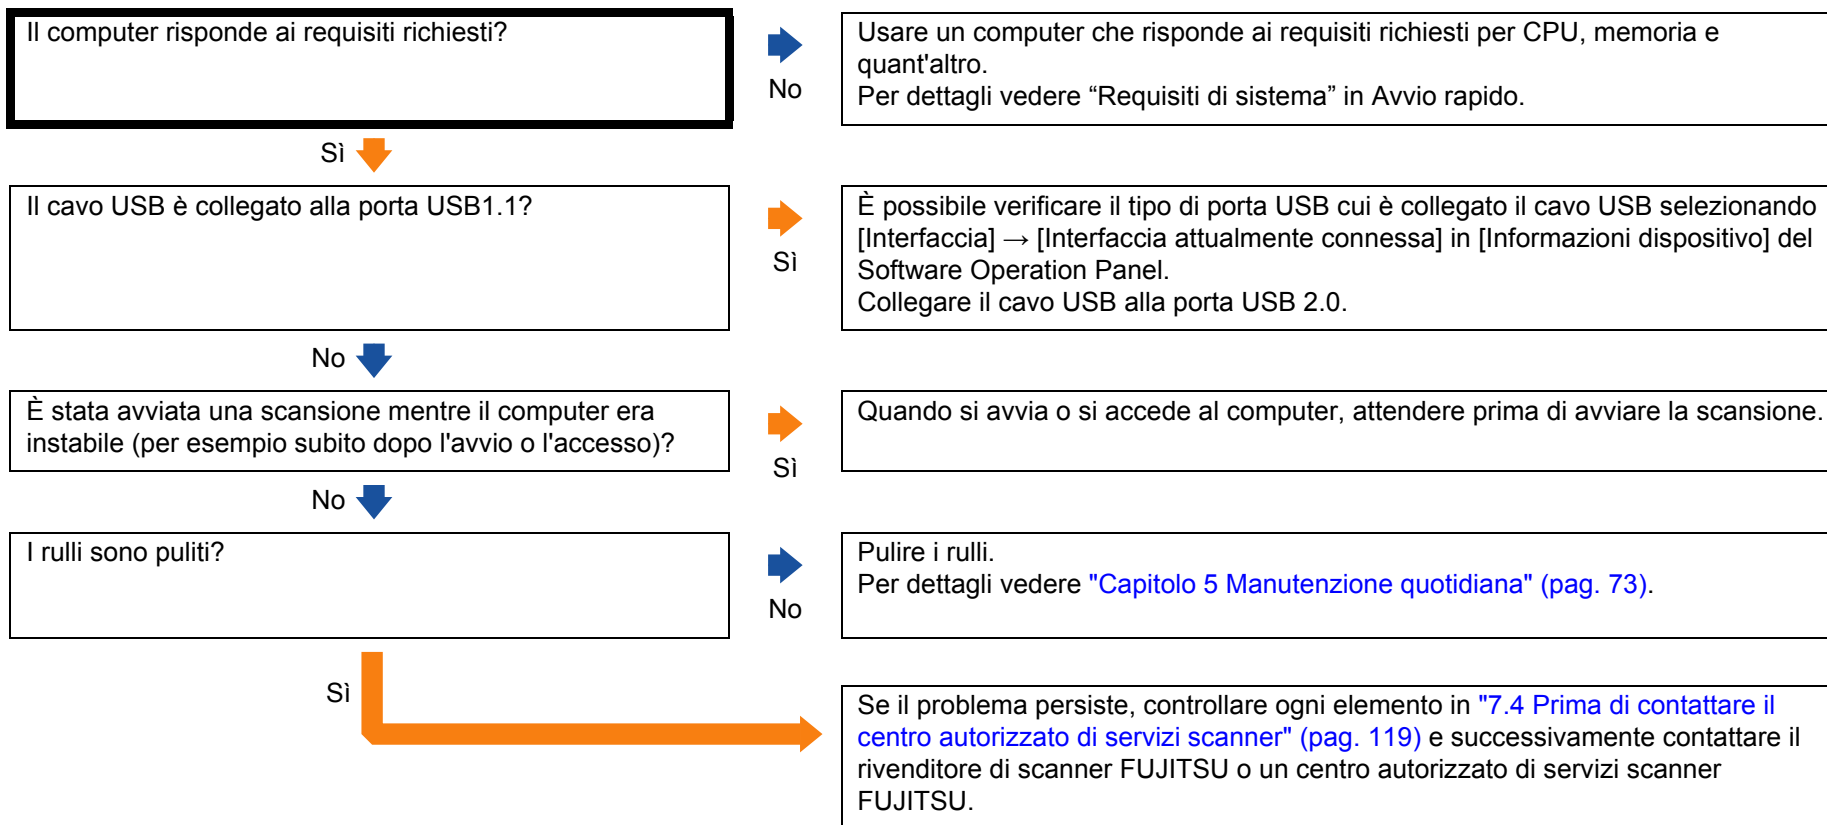 Il computer risponde ai requisiti richiesti?
No
Usare un computer che risponde ai requisiti richiesti per CPU, memoria e
quant'altro.
Per dettagli vedere “Requisiti di sistema” in Avvio rapido.
Sì
Il cavo USB è collegato alla porta USB1.1?
Sì
È possibile verificare il tipo di porta USB cui è collegato il cavo USB selezionando
[Interfaccia] → [Interfaccia attualmente connessa] in [Informazioni dispositivo] del
Software Operation Panel.
Collegare il cavo USB alla porta USB 2.0.
No
È stata avviata una scansione mentre il computer era
instabile (per esempio subito dopo l'avvio o l'accesso)?
Sì
Quando si avvia o si accede al computer, attendere prima di avviare la scansione.
No
I rulli sono puliti?
No
Pulire i rulli.
Per dettagli vedere "Capitolo 5 Manutenzione quotidiana" (pag. 73).
Sì
Se il problema persiste, controllare ogni elemento in "7.4 Prima di contattare il
centro autorizzato di servizi scanner" (pag. 119) e successivamente contattare il
rivenditore di scanner FUJITSU o un centro autorizzato di servizi scanner
FUJITSU.